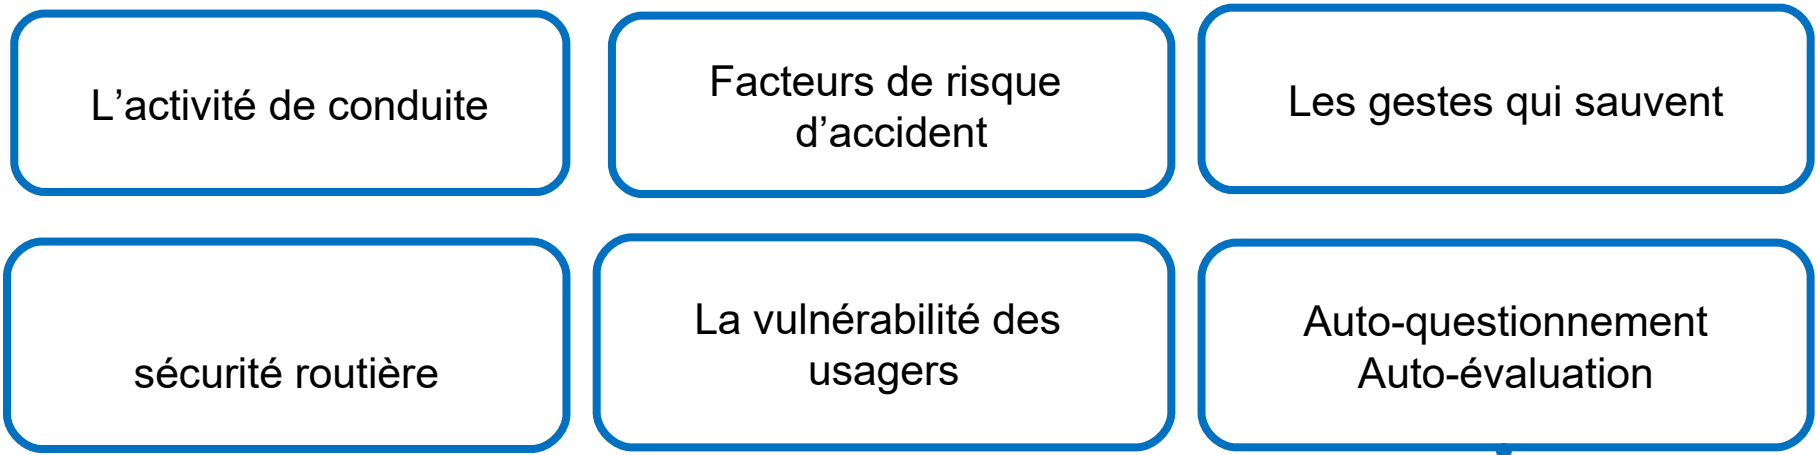 L’activité de conduite
Facteurs de risque
d’accident
Les gestes qui sauvent
sécurité routière
La vulnérabilité des
usagers
Auto-questionnement
Auto-évaluation